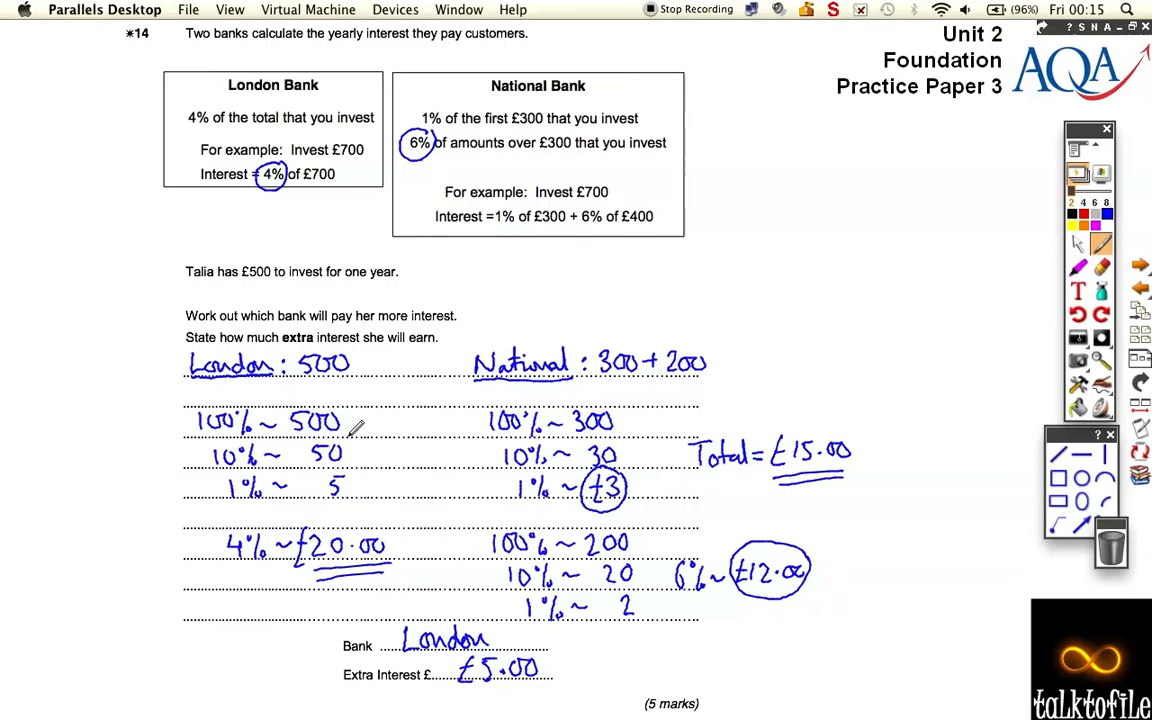 Parallels Desktop File View Virtual Machine Devices Window Help Stop Recording (96%) Fri 00:15
S N A
Unit 2
Foundation
Practice Paper 3
AQA
*14 Two banks calculate the yearly interest they pay customers.
London Bank
4% of the total that you invest
For example: Invest £700
Interest = 4% of £700
National Bank
1% of the first £300 that you invest
6% of amounts over £300 that you invest
For example: Invest £700
Interest =1% of £300 + 6% of £400
Talia has £500 to invest for one year.
Work out which bank will pay her more interest.
State how much extra interest she will earn.
London: 500
100% ~ 500
10% ~ 50
1% ~ 5
4% ~ £20.00
National: 300 + 200
100% ~ 300
10% ~ 30
1% ~ £3
100% ~ 200
10% ~ 20
1% ~ 2
6% ~ £12.00
Total = £15.00
Bank London
Extra Interest £ £5.00
(5 marks)
2 4 6 8
T
?
talktofile